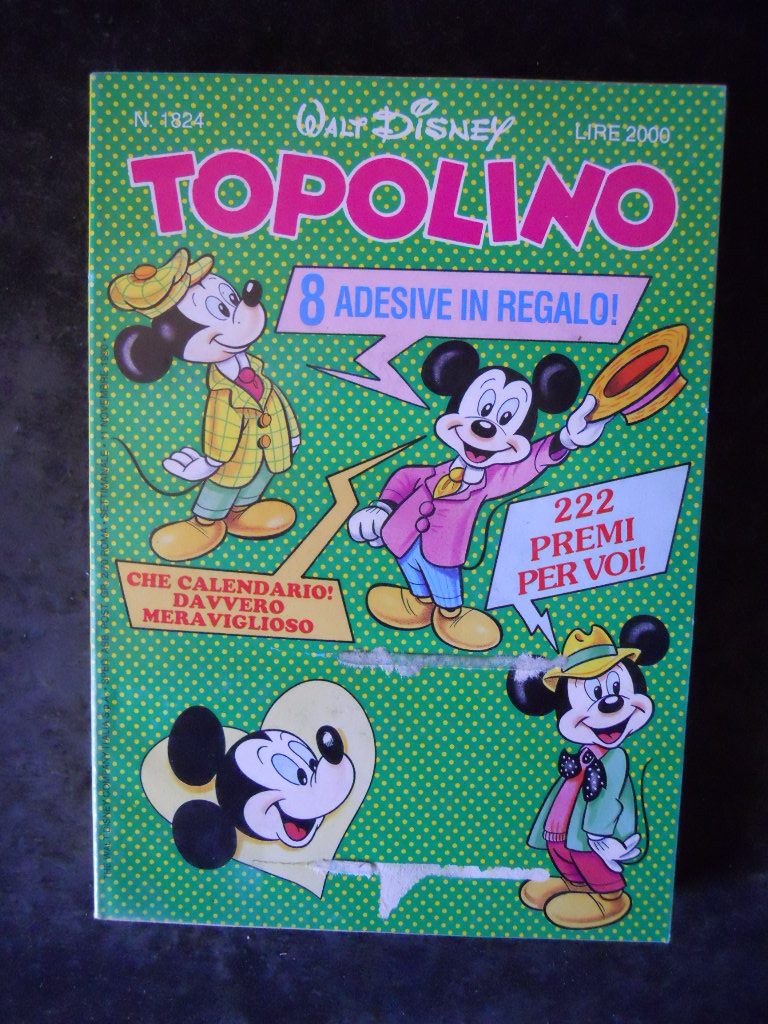 N. 1824
WALT DISNEY
LIRE 2000
TOPOLINO
8 ADESIVE IN REGALO!
222
PREMI
PER VOI!
CHE CALENDARIO!
DAVVERO
MERAVIGLIOSO